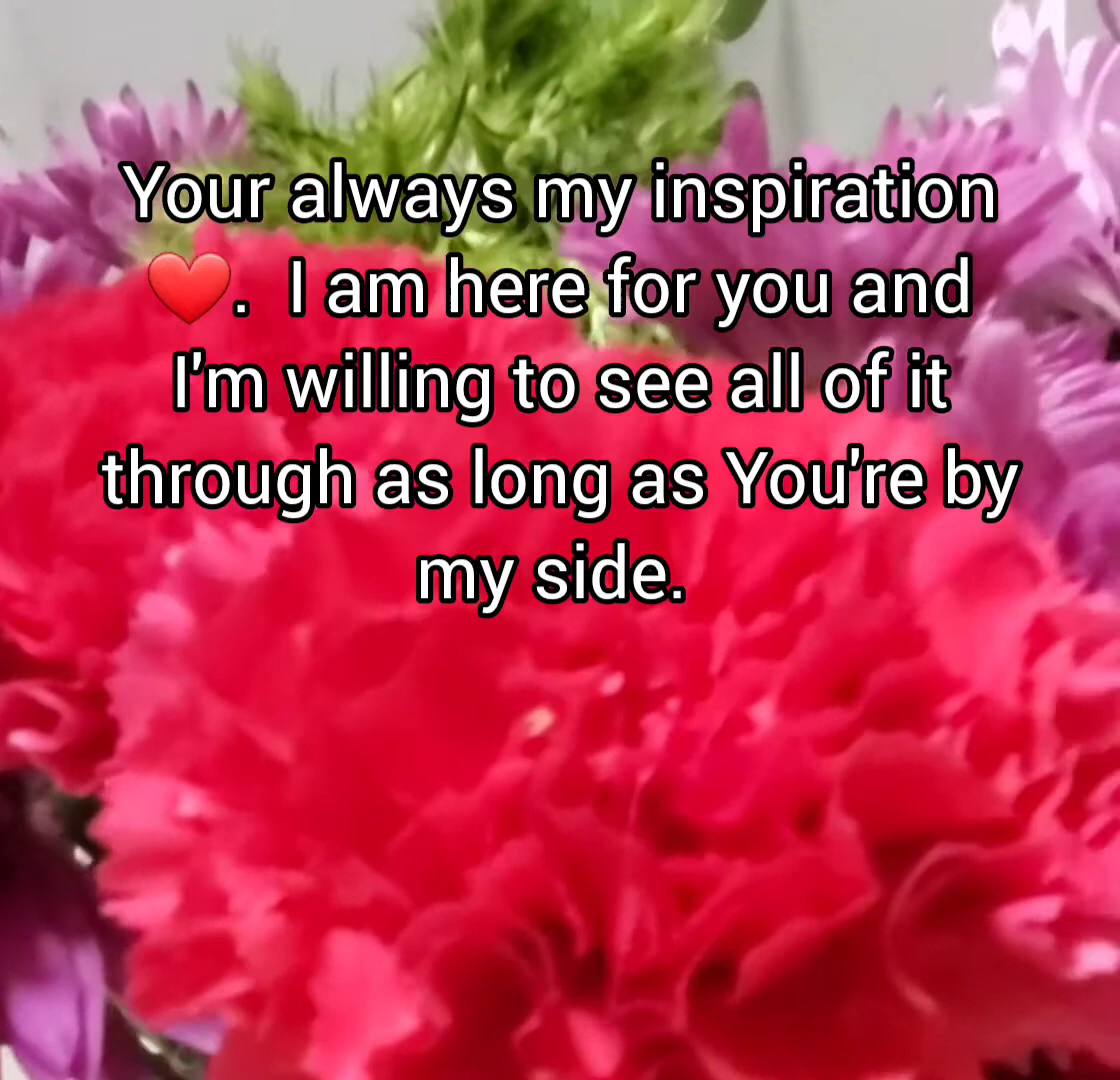 Your always my inspiration
❤️.  I am here for you and
I'm willing to see all of it
through as long as You're by
my side.